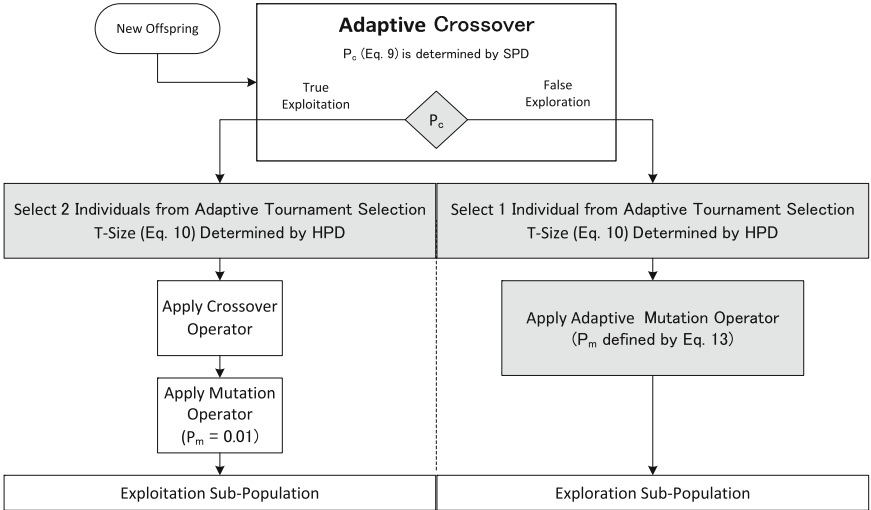 New Offspring
Adaptive Crossover
Pc (Eq. 9) is determined by SPD
True
Exploitation
False
Exploration
Pc
Select 2 Individuals from Adaptive Tournament Selection
T-Size (Eq. 10) Determined by HPD
Select 1 Individual from Adaptive Tournament Selection
T-Size (Eq. 10) Determined by HPD
Apply Crossover
Operator
Apply Adaptive Mutation Operator
(Pm defined by Eq. 13)
Apply Mutation
Operator
(Pm = 0.01)
Exploitation Sub-Population
Exploration Sub-Population